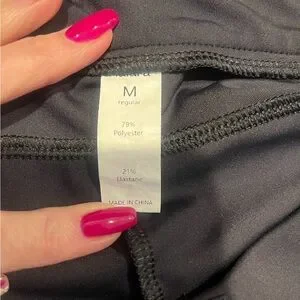 M
regular
79%
Polyester
21%
Elastane
MADE IN CHINA